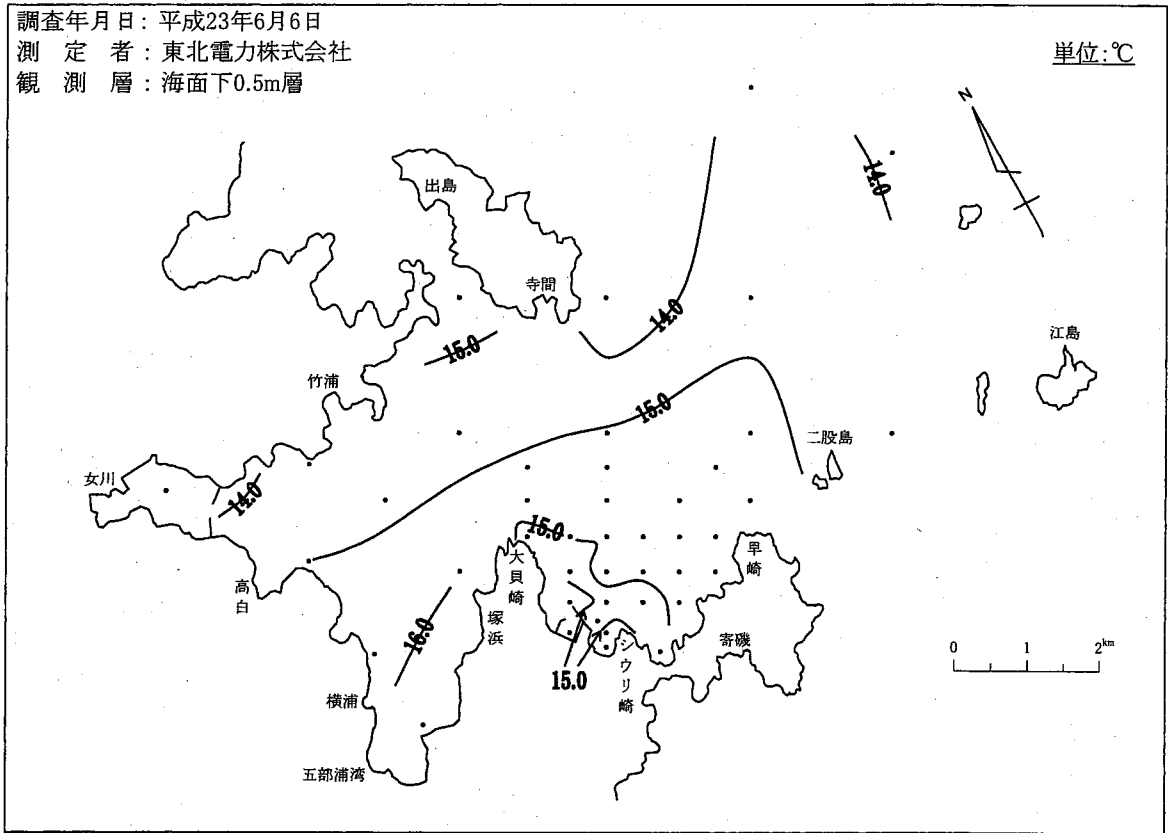 調査年月日：平成23年6月6日
測定者：東北電力株式会社
観測層：海面下0.5m層
単位：℃
N
14.0
出島
寺間
14.0
15.0
江島
竹浦
15.0
二股島
女川
14.0
15.0
早崎
大貝崎
高白
塚浜
16.0
シウリ崎
寄磯
0 1 2km
15.0
横浦
五部浦湾